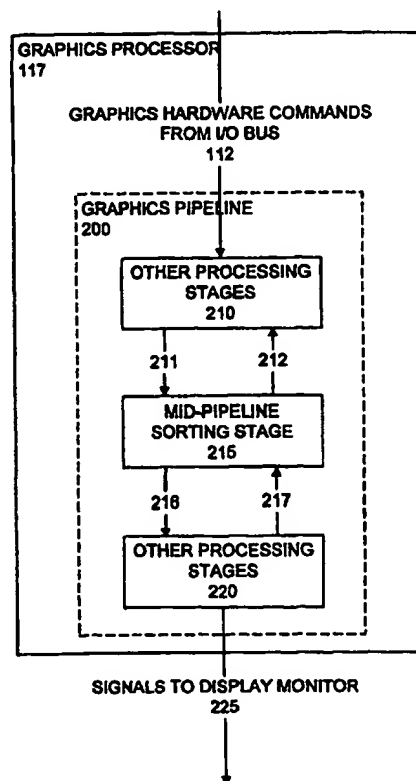 GRAPHICS PROCESSOR
117
GRAPHICS HARDWARE COMMANDS
FROM I/O BUS
112
GRAPHICS PIPELINE
200
OTHER PROCESSING
STAGES
210
211
212
MID-PIPELINE
SORTING STAGE
215
216
217
OTHER PROCESSING
STAGES
220
SIGNALS TO DISPLAY MONITOR
225